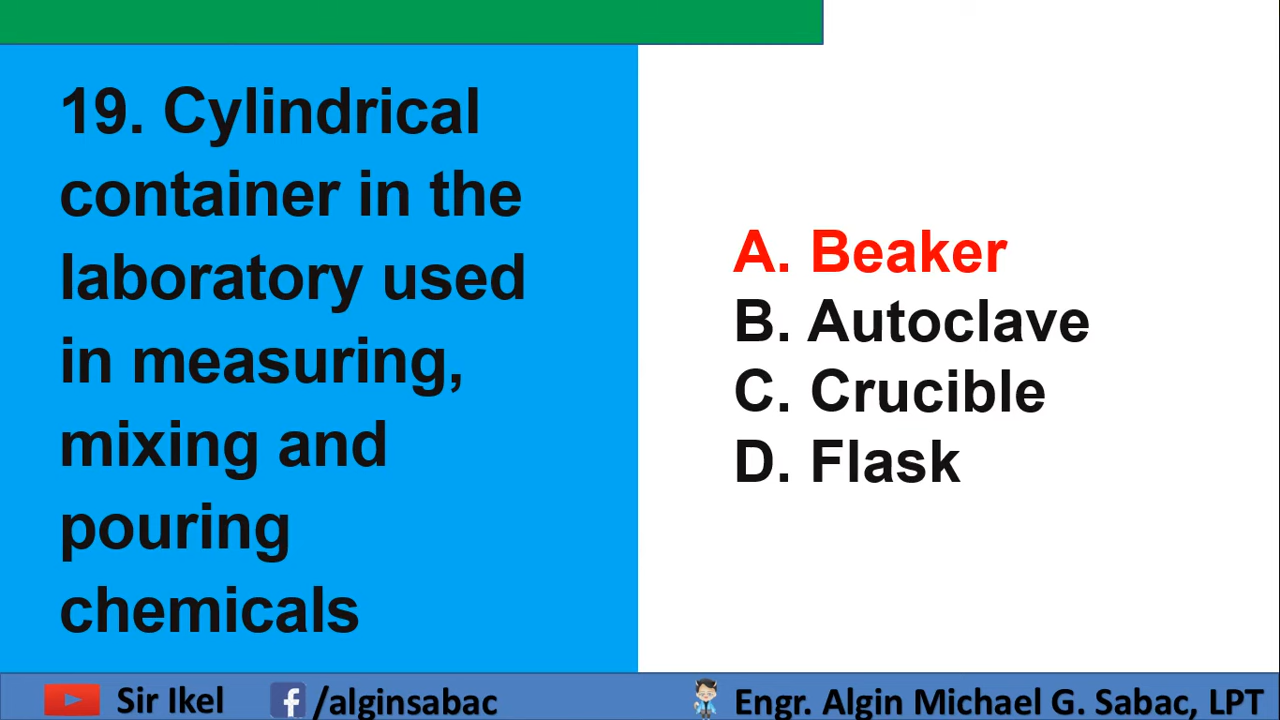 19. Cylindrical
container in the
laboratory used
in measuring,
mixing and
pouring
chemicals
A. Beaker
B. Autoclave
C. Crucible
D. Flask
Sir Ikel
/alginsabac
Engr. Algin Michael G. Sabac, LPT